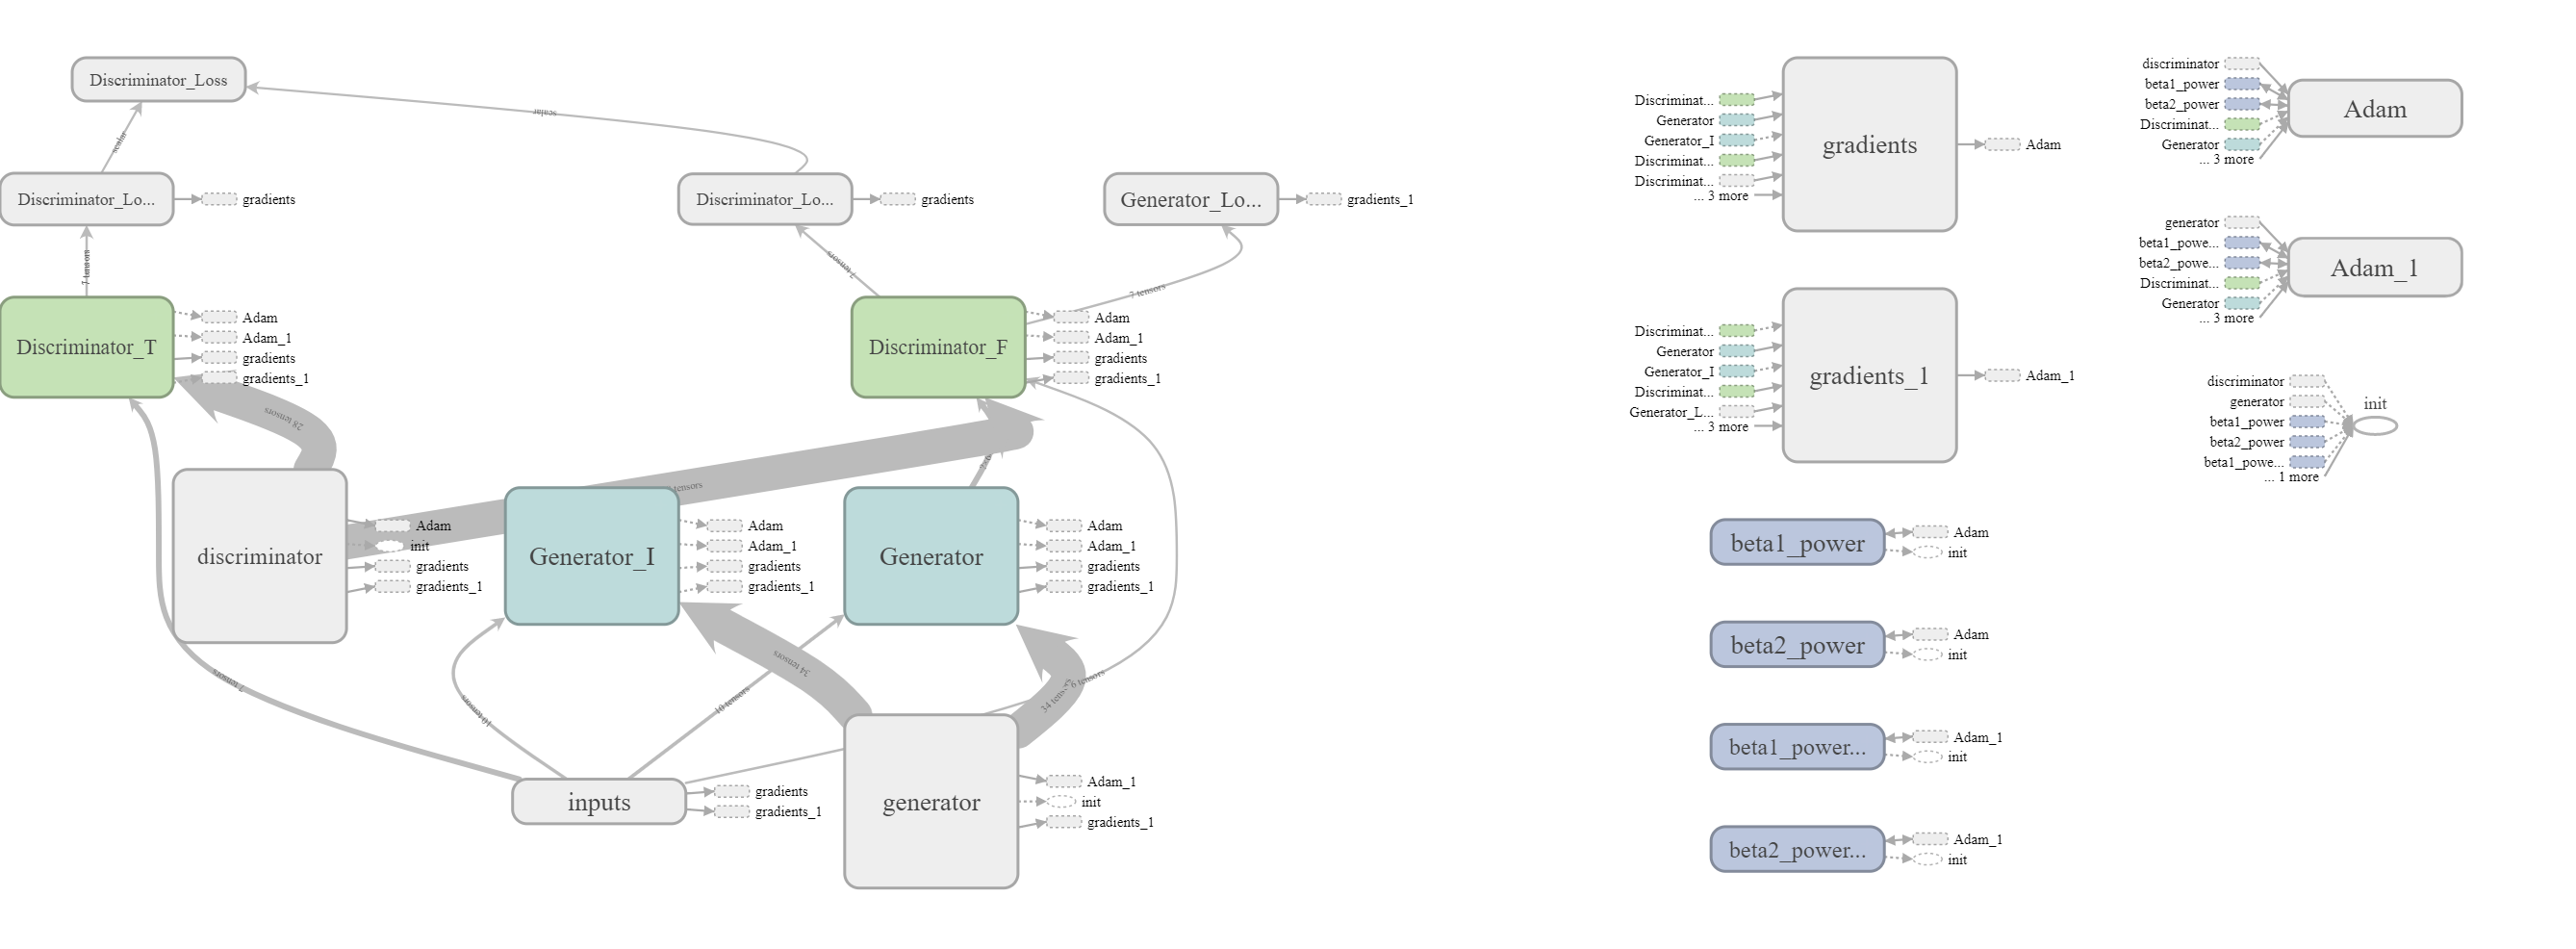 Discriminator_Loss
scalar
scalar
Discriminator_Lo...
gradients
Discriminator_Lo...
gradients
Generator_Lo...
gradients_1
7 tensors
7 tensors
Discriminator_T
Adam
Adam_1
gradients
gradients_1
Discriminator_F
Adam
Adam_1
gradients
gradients_1
28 tensors
tensors
discriminator
Adam
init
gradients
gradients_1
Generator_I
Adam
Adam_1
gradients
gradients_1
Generator
Adam
Adam_1
gradients
gradients_1
7 tensors
10 tensors
10 tensors
34 tensors
34 tensors
6 tensors
inputs
gradients
gradients_1
generator
Adam_1
init
gradients_1
Discriminat...
Generator
Generator_I
Discriminat...
Discriminat...
... 3 more
gradients
Adam
Discriminat...
Generator
Generator_I
Discriminat...
Generator_L...
... 3 more
gradients_1
Adam_1
beta1_power
Adam
init
beta2_power
Adam
init
beta1_power...
Adam_1
init
beta2_power...
Adam_1
init
discriminator
beta1_power
beta2_power
Discriminat...
Generator
... 3 more
Adam
generator
beta1_powe...
beta2_powe...
Discriminat...
Generator
... 3 more
Adam_1
discriminator
generator
beta1_power
beta2_power
beta1_powe...
... 1 more
init